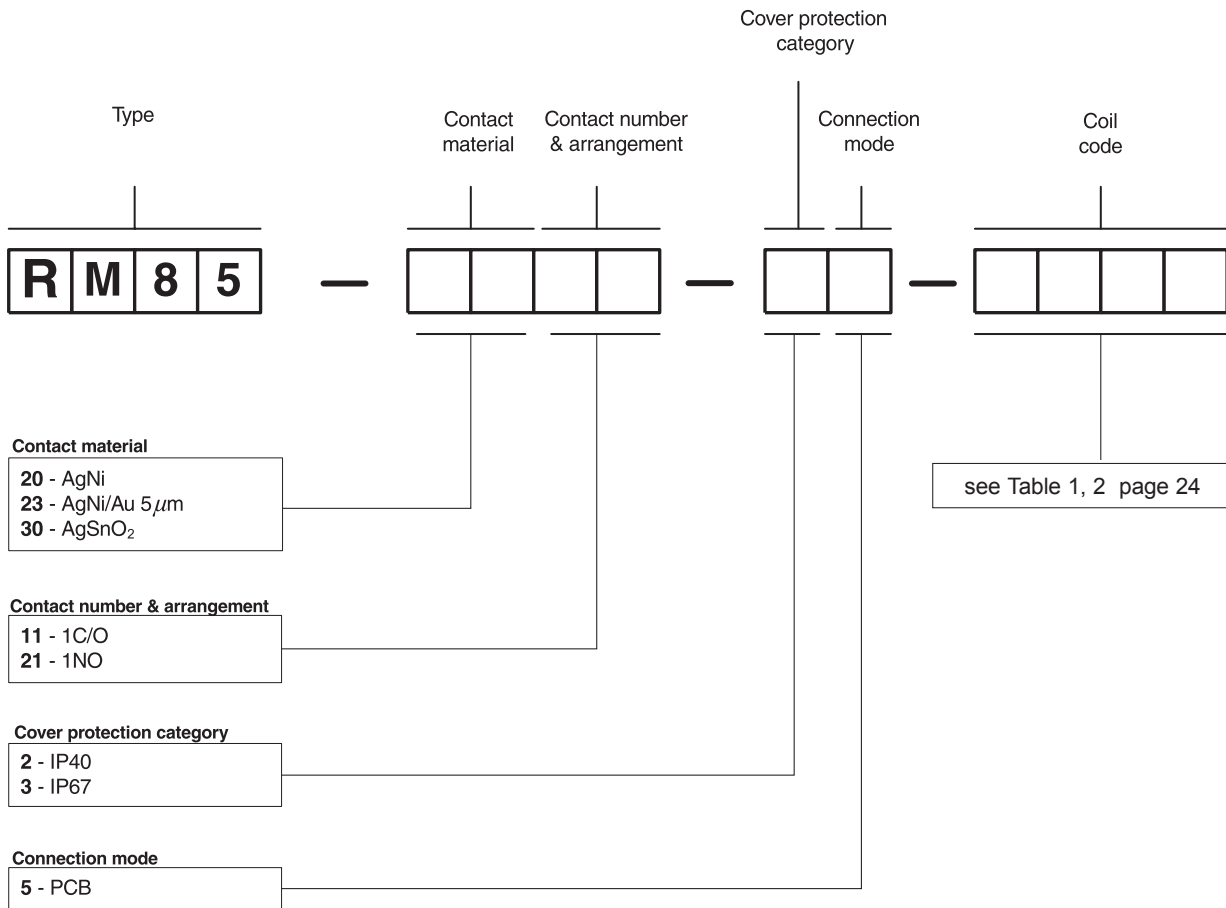 Cover protection
category
Type
Contact
material
Contact number
& arrangement
Connection
mode
Coil
code
RM85 — — —
Contact material
20 - AgNi
23 - AgNi/Au 5 μm
30 - AgSnO₂
see Table 1, 2 page 24
Contact number & arrangement
11 - 1C/O
21 - 1NO
Cover protection category
2 - IP40
3 - IP67
Connection mode
5 - PCB